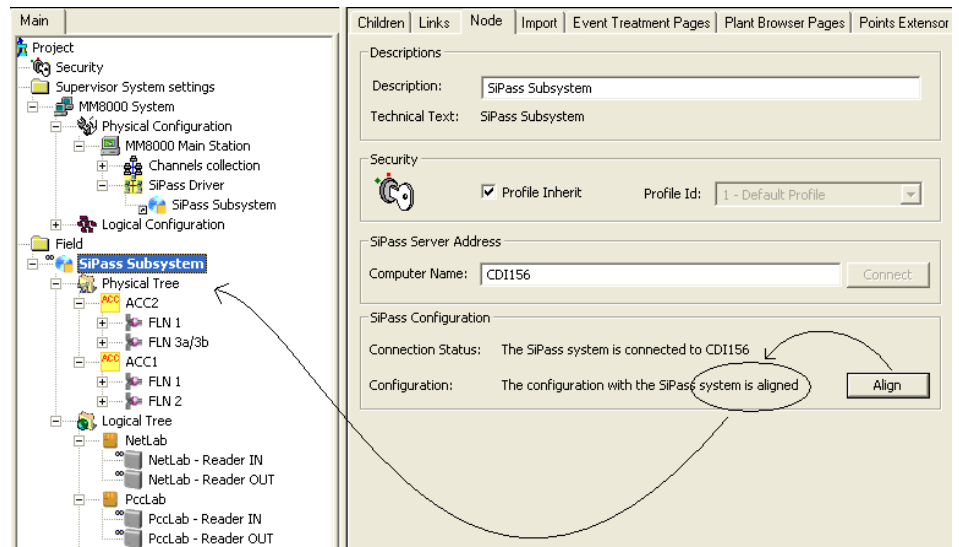 Main
Project
Security
Supervisor System settings
MM8000 System
Physical Configuration
MM8000 Main Station
Channels collection
SiPass Driver
SiPass Subsystem
Logical Configuration
Field
SiPass Subsystem
Physical Tree
ACC ACC2
FLN 1
FLN 3a/3b
ACC ACC1
FLN 1
FLN 2
Logical Tree
NetLab
NetLab - Reader IN
NetLab - Reader OUT
PccLab
PccLab - Reader IN
PccLab - Reader OUT
Children Links Node Import Event Treatment Pages Plant Browser Pages Points Extensor
Descriptions
Description: SiPass Subsystem
Technical Text: SiPass Subsystem
Security
Profile Inherit Profile Id: 1 - Default Profile
SiPass Server Address
Computer Name: CDI156 Connect
SiPass Configuration
Connection Status: The SiPass system is connected to CDI156
Configuration: The configuration with the SiPass system is aligned Align